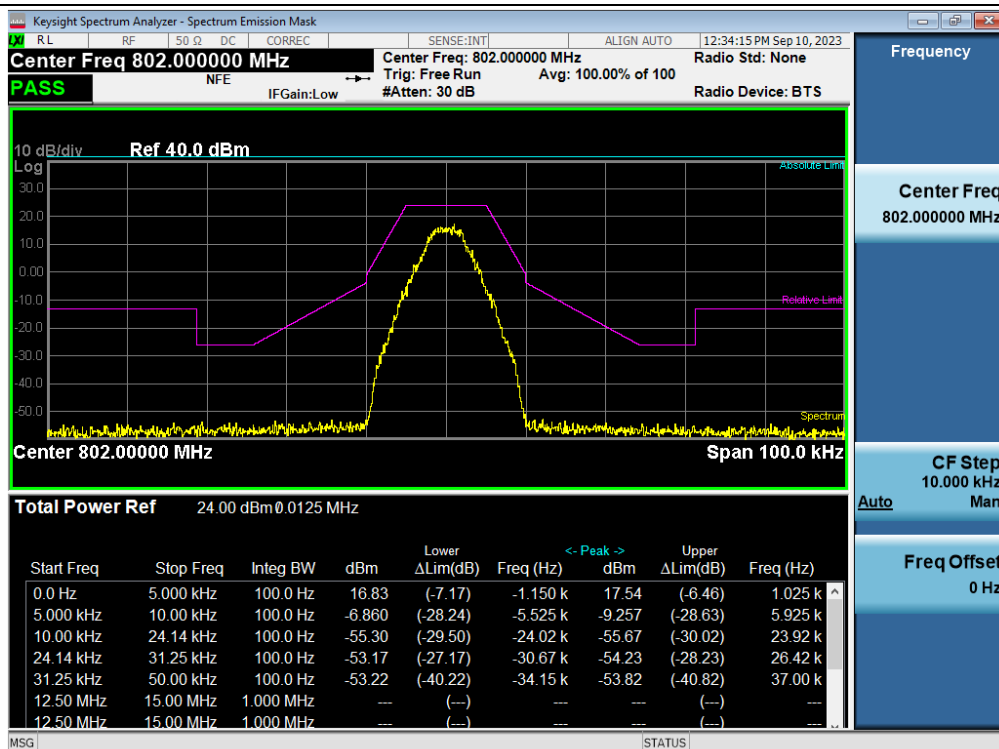 Keysight Spectrum Analyzer - Spectrum Emission Mask
LXI RL RF 50 Ω DC CORREC SENSE:INT ALIGN AUTO 12:34:15 PM Sep 10, 2023
Center Freq 802.000000 MHz Center Freq: 802.000000 MHz Radio Std: None
NFE Trig: Free Run Avg: 100.00% of 100
PASS IFGain:Low #Atten: 30 dB Radio Device: BTS
10 dB/div Ref 40.0 dBm
Log
Absolute Limit
30.0
20.0
10.0
0.00
-10.0
Relative Limit
-20.0
-30.0
-40.0
-50.0
Spectrum
Center 802.00000 MHz Span 100.0 kHz
Total Power Ref 24.00 dBm/0.0125 MHz
Lower <- Peak -> Upper
Start Freq Stop Freq Integ BW dBm ΔLim(dB) Freq (Hz) dBm ΔLim(dB) Freq (Hz)
0.0 Hz 5.000 kHz 100.0 Hz 16.83 (-7.17) -1.150 k 17.54 (-6.46) 1.025 k
5.000 kHz 10.00 kHz 100.0 Hz -6.860 (-28.24) -5.525 k -9.257 (-28.63) 5.925 k
10.00 kHz 24.14 kHz 100.0 Hz -55.30 (-29.50) -24.02 k -55.67 (-30.02) 23.92 k
24.14 kHz 31.25 kHz 100.0 Hz -53.17 (-27.17) -30.67 k -54.23 (-28.23) 26.42 k
31.25 kHz 50.00 kHz 100.0 Hz -53.22 (-40.22) -34.15 k -53.82 (-40.82) 37.00 k
12.50 MHz 15.00 MHz 1.000 MHz --- (---) --- --- (---) ---
12.50 MHz 15.00 MHz 1.000 MHz --- (---) --- --- (---) ---
MSG STATUS
Frequency
Center Freq
802.000000 MHz
CF Step
10.000 kHz
Auto Man
Freq Offset
0 Hz